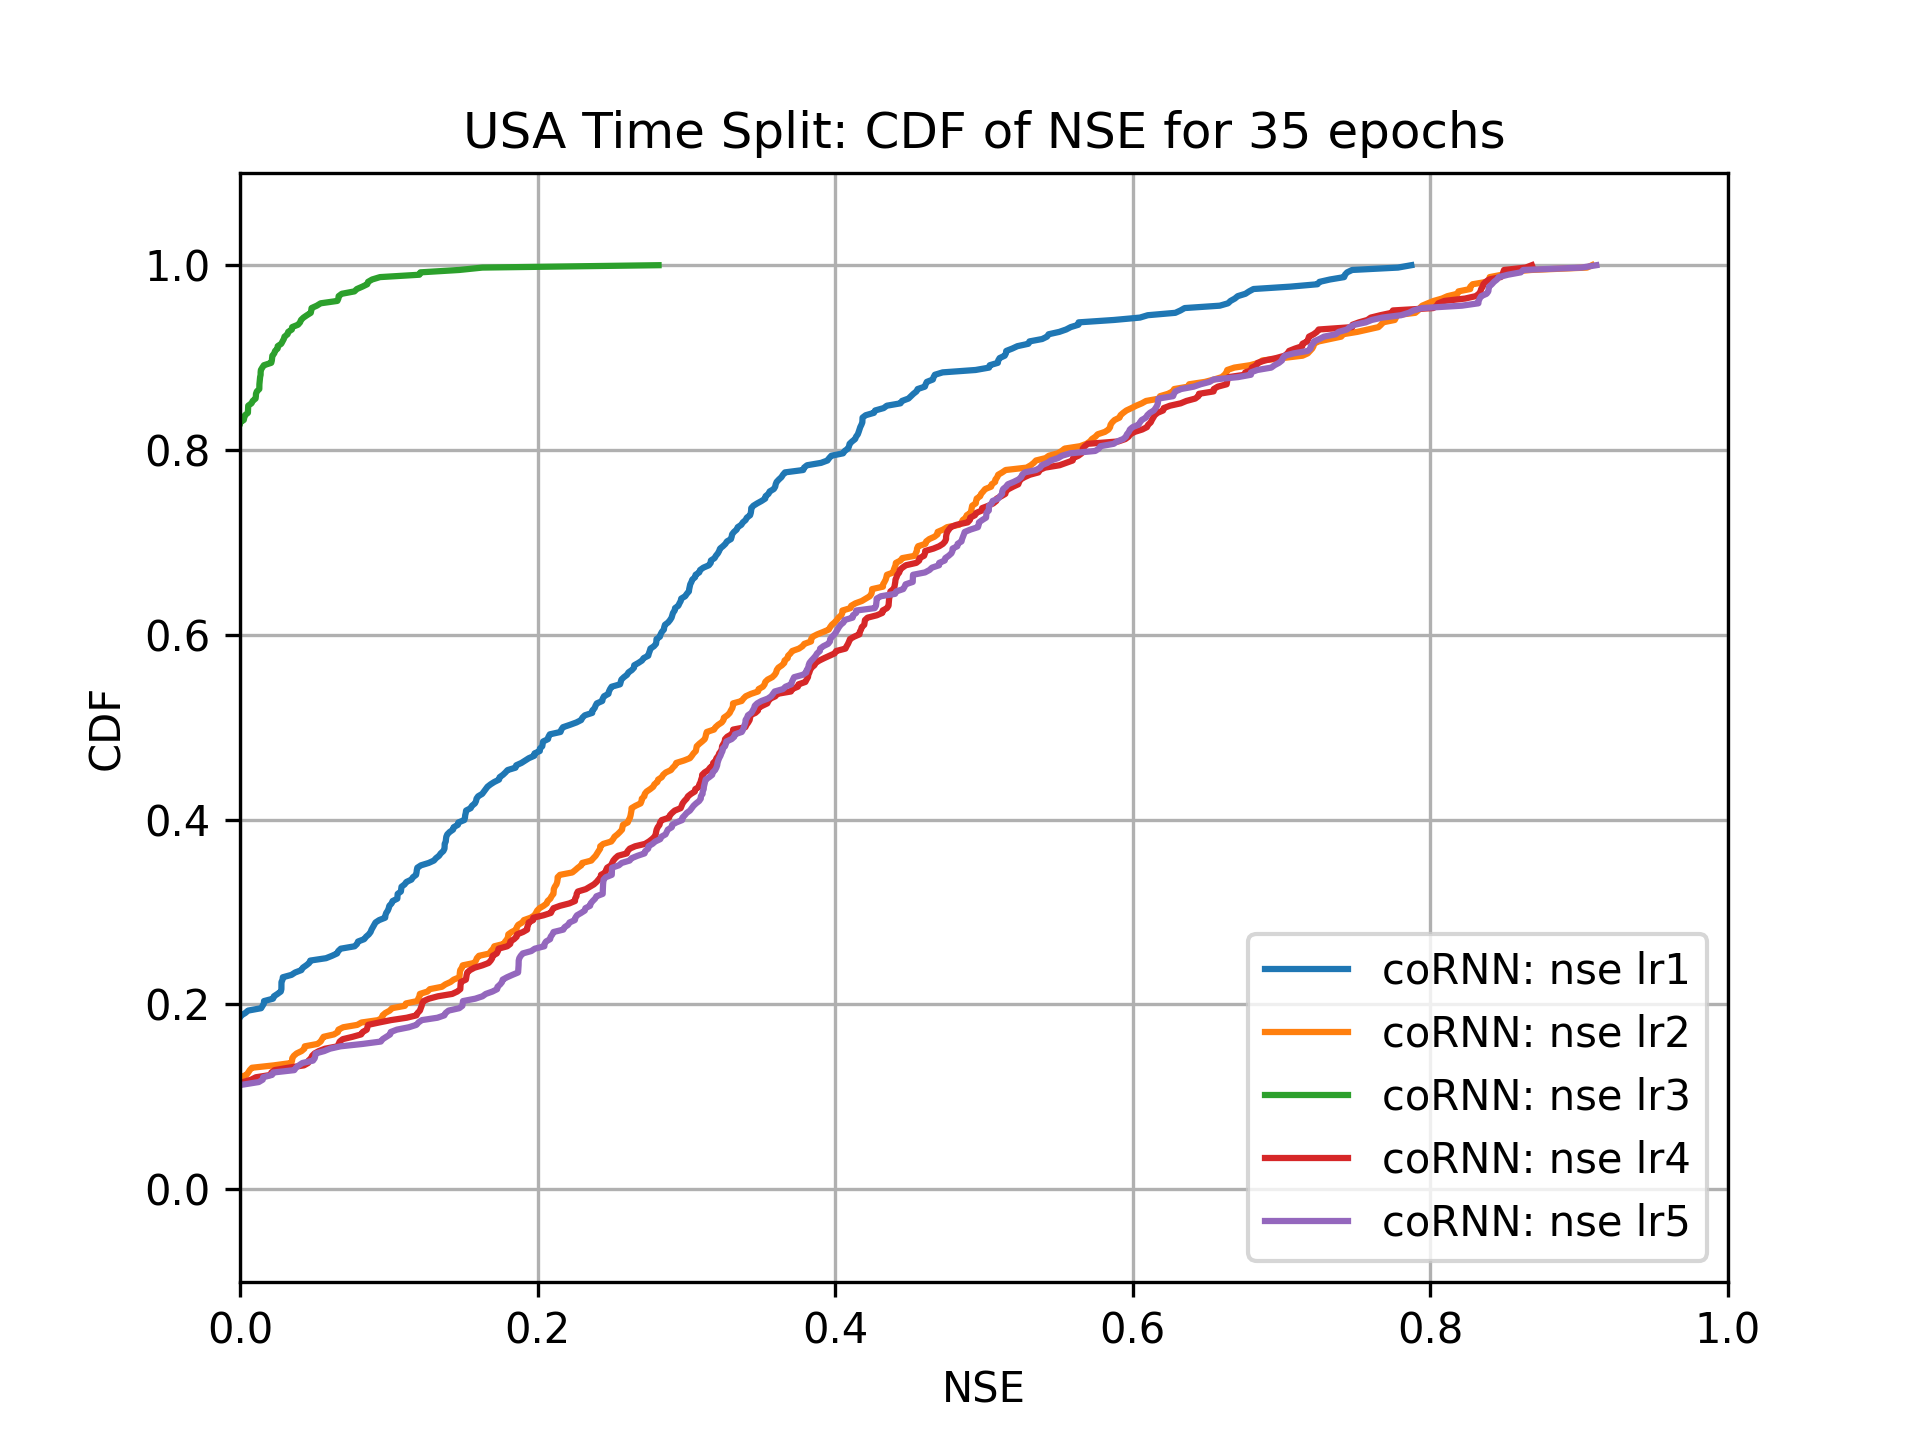 USA Time Split: CDF of NSE for 35 epochs
1.0
0.8
0.6
0.4
0.2
0.0
CDF
0.0 0.2 0.4 0.6 0.8 1.0
NSE
coRNN: nse lr1
coRNN: nse lr2
coRNN: nse lr3
coRNN: nse lr4
coRNN: nse lr5